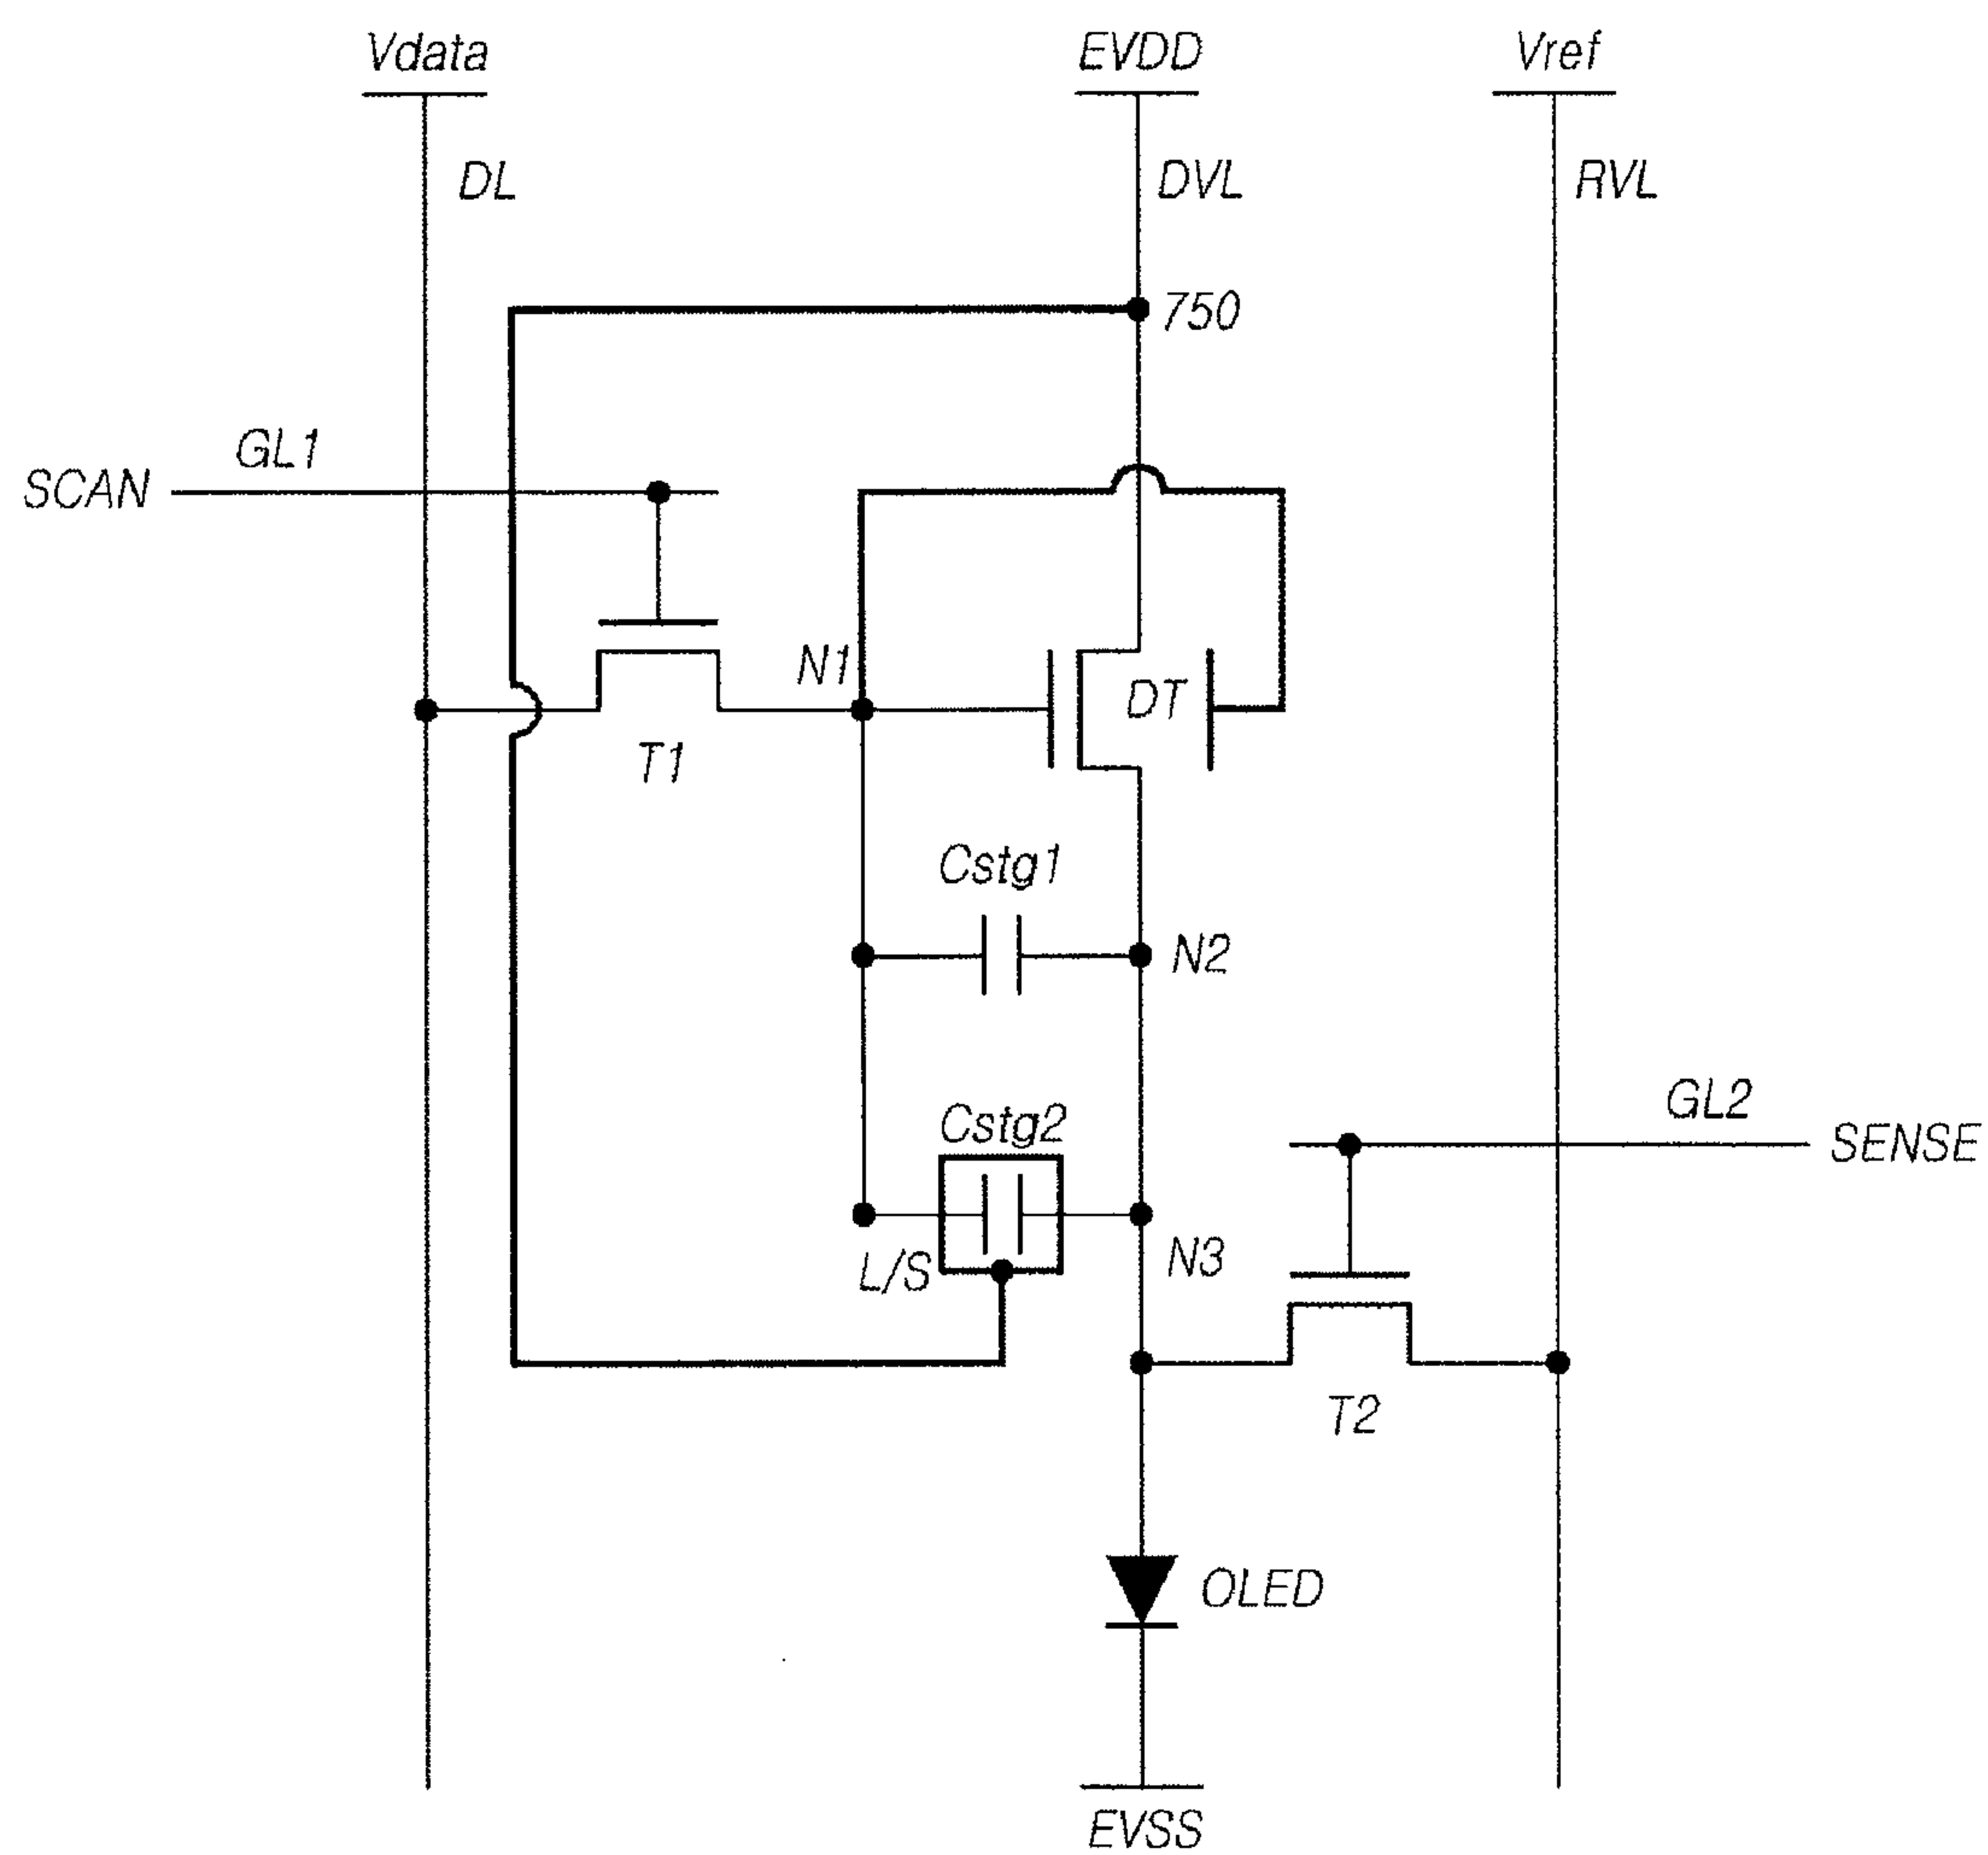 Vdata
EVDD
Vref
DL
DVL
RVL
750
GL1
SCAN
N1
DT
T1
Cstg1
N2
Cstg2
GL2
SENSE
L/S
N3
T2
OLED
EVSS